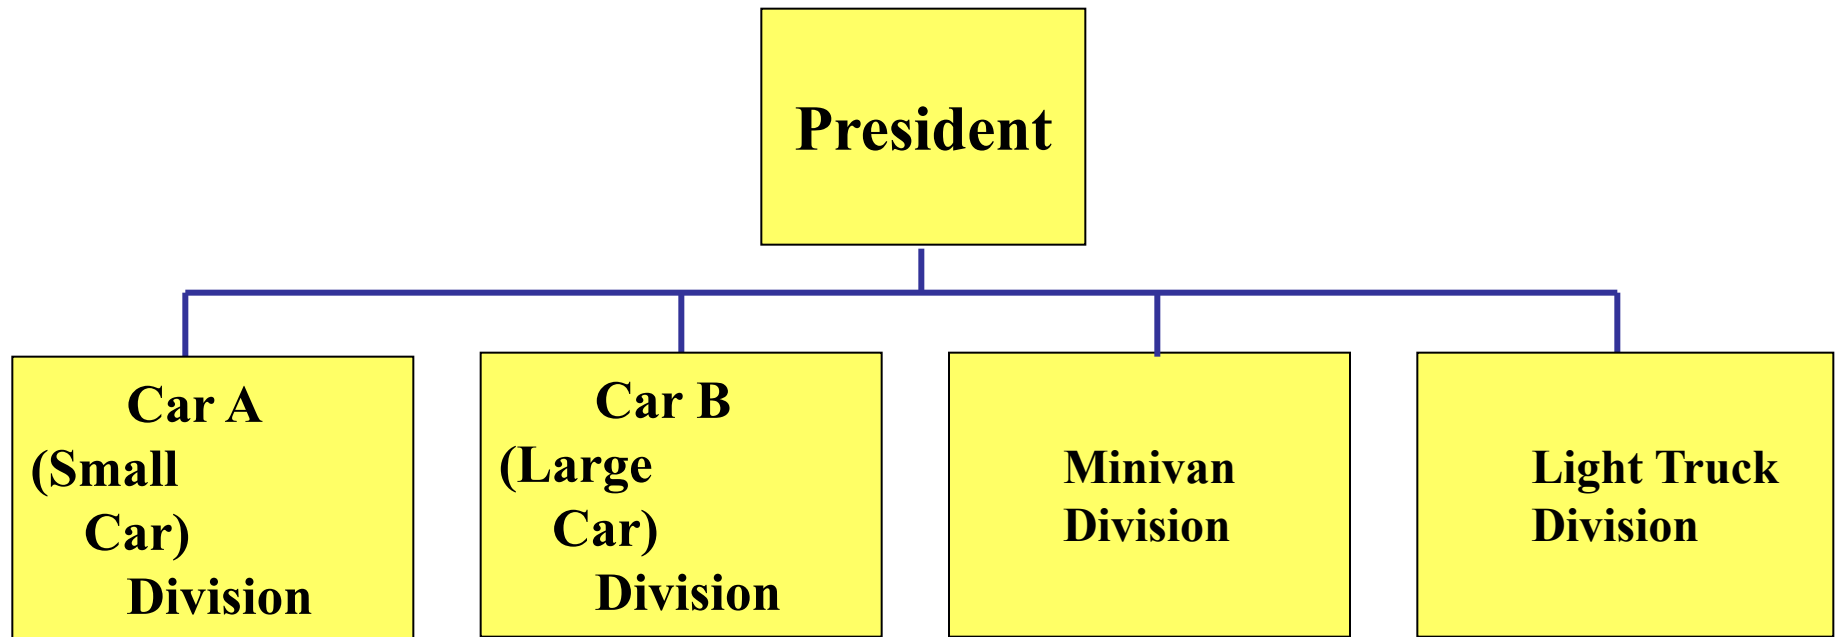 President
Car A
(Small
Car)
Division
Car B
(Large
Car)
Division
Minivan
Division
Light Truck
Division